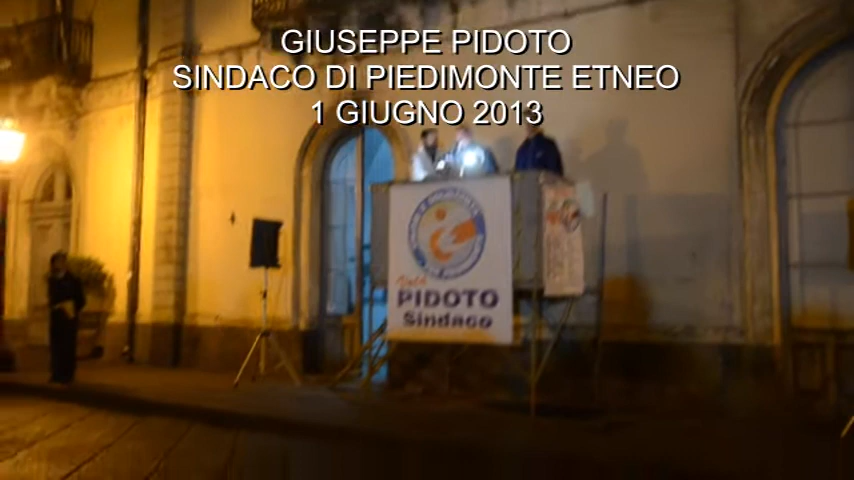 GIUSEPPE PIDOTO
SINDACO DI PIEDIMONTE ETNEO
1 GIUGNO 2013
PIDOTO
Sindaco